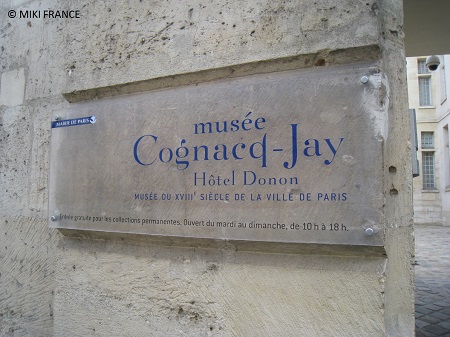 © MIKI FRANCE
MAIRIE DE PARIS
musée
Cognacq-Jay
Hôtel Donon
MUSÉE DU XVIIIᵉ SIÈCLE DE LA VILLE DE PARIS
Entrée gratuite pour les collections permanentes. Ouvert du mardi au dimanche, de 10 h à 18 h.